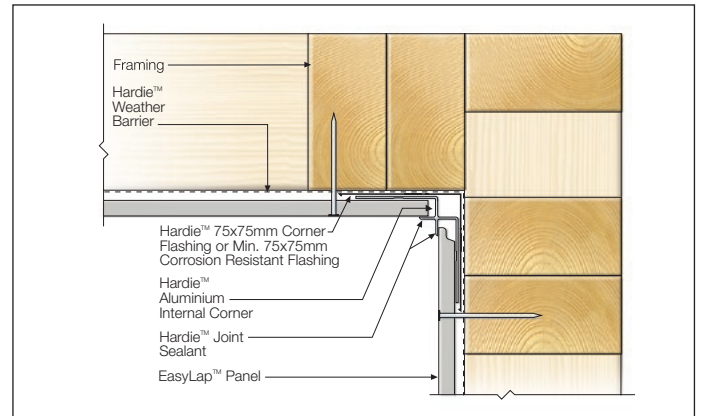 Framing
Hardie™
Weather
Barrier
Hardie™ 75x75mm Corner
Flashing or Min. 75x75mm
Corrosion Resistant Flashing
Hardie™
Aluminium
Internal Corner
Hardie™ Joint
Sealant
EasyLap™ Panel